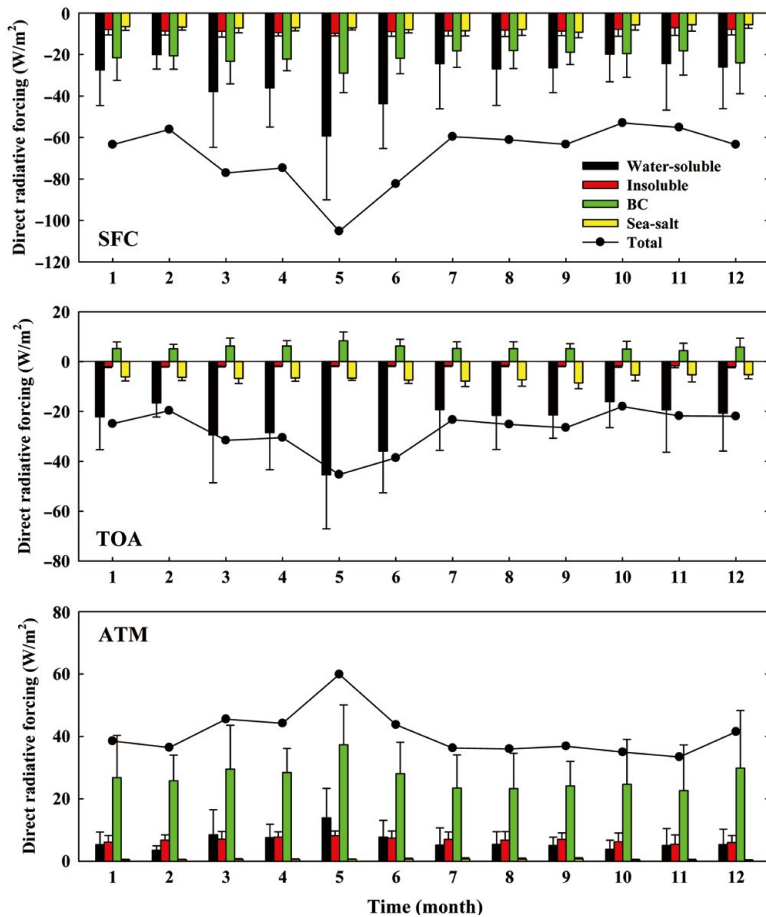 Direct radiative forcing (W/m²)
0
−20
−40
−60
−80
−100
−120
SFC
Water-soluble
Insoluble
BC
Sea-salt
Total
1 2 3 4 5 6 7 8 9 10 11 12
Direct radiative forcing (W/m²)
20
0
−20
−40
−60
−80
TOA
1 2 3 4 5 6 7 8 9 10 11 12
Direct radiative forcing (W/m²)
80
60
40
20
0
ATM
1 2 3 4 5 6 7 8 9 10 11 12
Time (month)